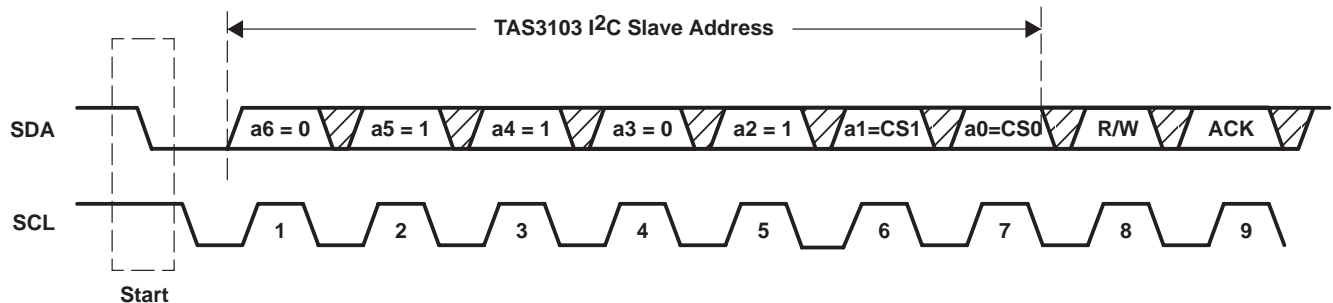 TAS3103 I2C Slave Address
SDA
a6 = 0 a5 = 1 a4 = 1 a3 = 0 a2 = 1 a1=CS1 a0=CS0 R/W ACK
SCL
1 2 3 4 5 6 7 8 9
Start